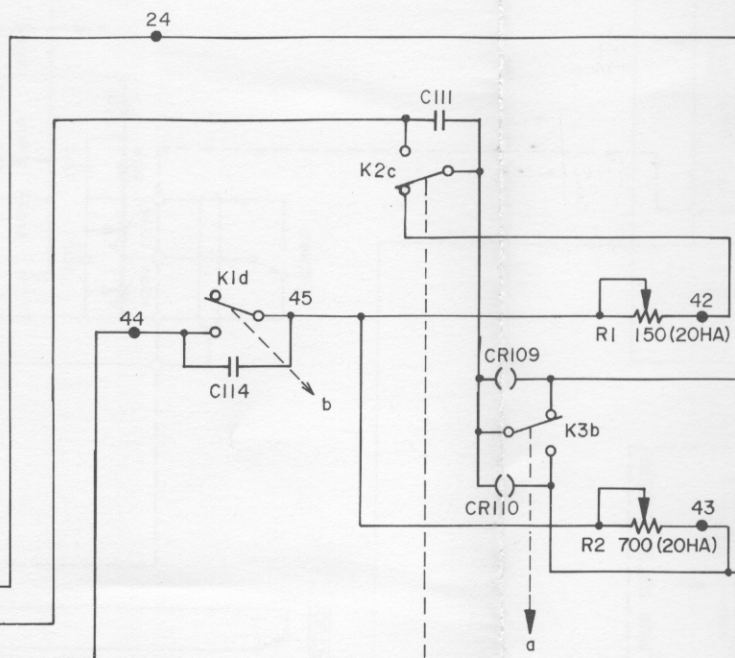 24
C111
K2c
K1d
45
44
42
R1 150 (20HA)
CR109
C114
b
K3b
CR110
43
R2 700 (20HA)
a